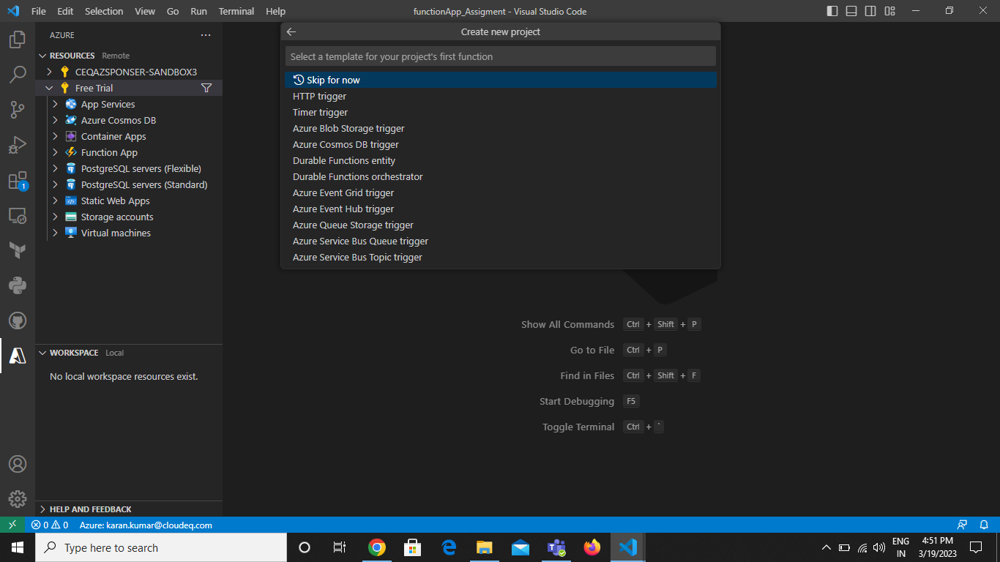 File Edit Selection View Go Run Terminal Help
functionApp_Assigment - Visual Studio Code
AZURE
RESOURCES Remote
CEQAZSPONSER-SANDBOX3
Free Trial
App Services
Azure Cosmos DB
Container Apps
Function App
PostgreSQL servers (Flexible)
PostgreSQL servers (Standard)
Static Web Apps
Storage accounts
Virtual machines
1
WORKSPACE Local
No local workspace resources exist.
HELP AND FEEDBACK
Create new project
Select a template for your project's first function
Skip for now
HTTP trigger
Timer trigger
Azure Blob Storage trigger
Azure Cosmos DB trigger
Durable Functions entity
Durable Functions orchestrator
Azure Event Grid trigger
Azure Event Hub trigger
Azure Queue Storage trigger
Azure Service Bus Queue trigger
Azure Service Bus Topic trigger
Show All Commands Ctrl + Shift + P
Go to File Ctrl + P
Find in Files Ctrl + Shift + F
Start Debugging F5
Toggle Terminal Ctrl + `
0 0 Azure: karan.kumar@cloudeq.com
Type here to search
ENG
IN
4:51 PM
3/19/2023